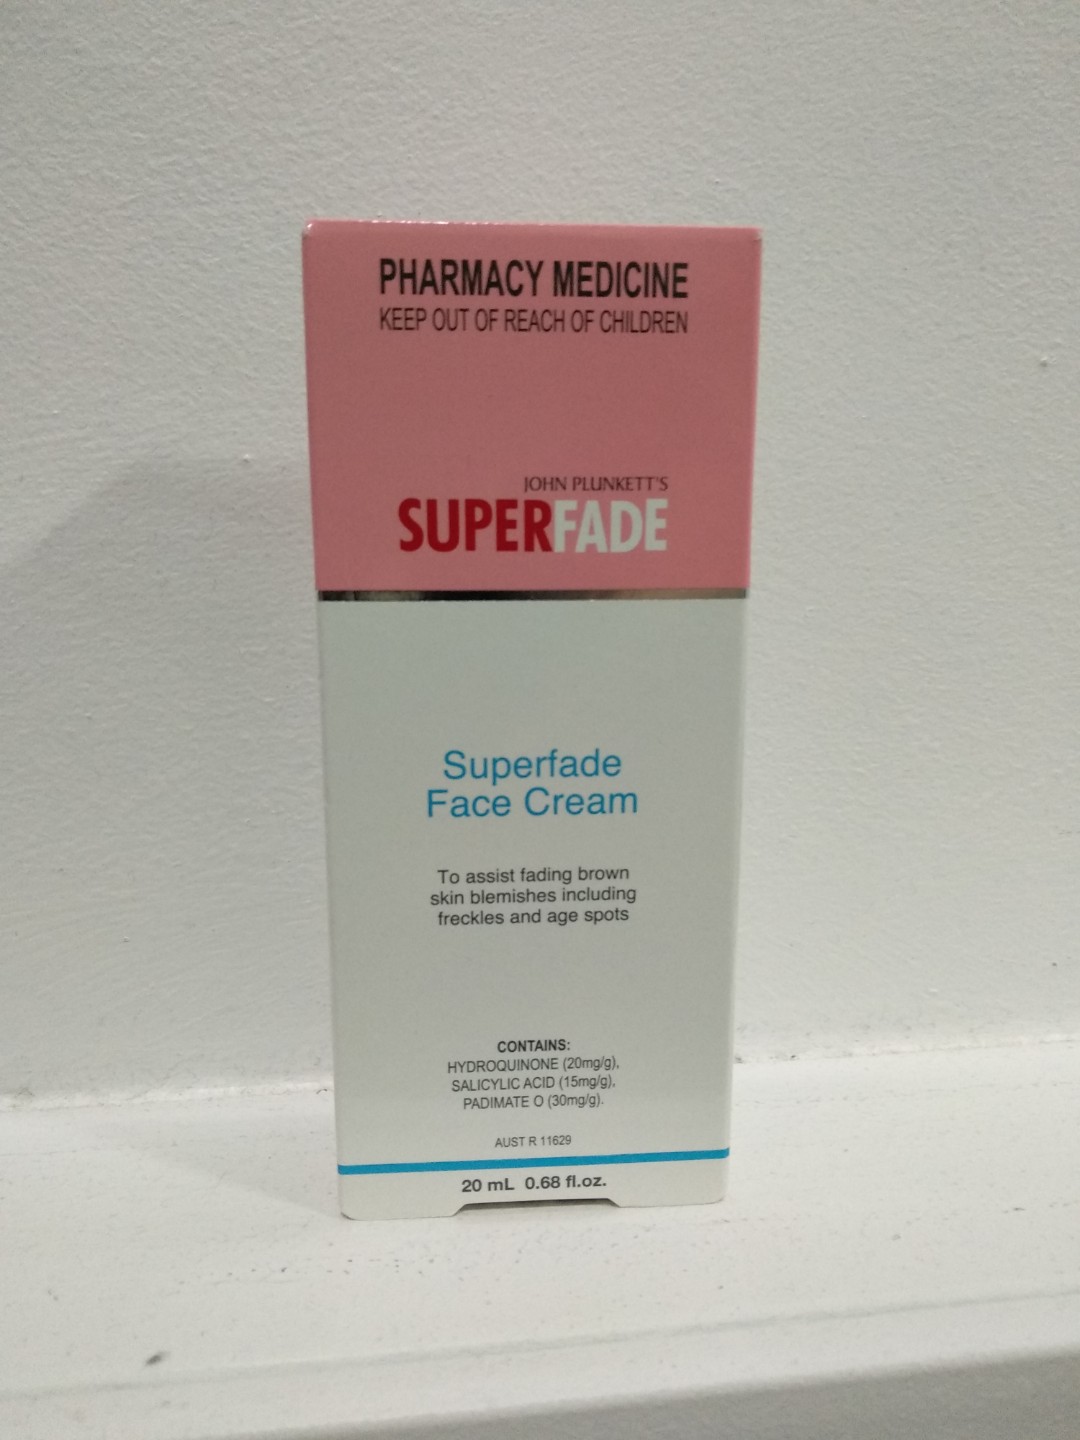 PHARMACY MEDICINE
KEEP OUT OF REACH OF CHILDREN
JOHN PLUNKETT'S
SUPERFADE
Superfade
Face Cream
To assist fading brown
skin blemishes including
freckles and age spots
CONTAINS:
HYDROQUINONE (20mg/g),
SALICYLIC ACID (15mg/g),
PADIMATE O (30mg/g).
AUST R 11629
20 mL 0.68 fl.oz.